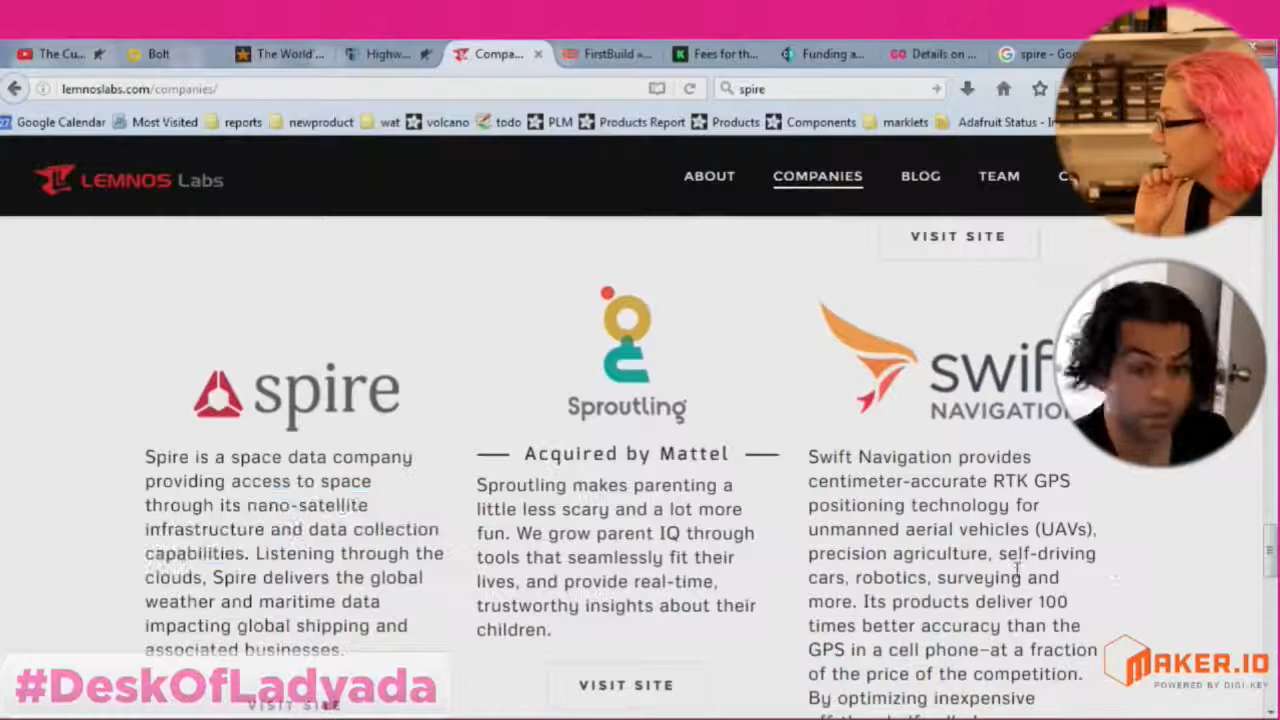 The Cu...
Bolt
The World'...
Highw...
Compa...
FirstBuild »...
Fees for th...
Funding a...
GO Details on ...
spire - Go
lemnoslabs.com/companies/
spire
Google Calendar
Most Visited
reports
newproduct
wat
volcano
todo
PLM
Products Report
Products
Components
marklets
Adafruit Status - In
LEMNOS Labs
ABOUT
COMPANIES
BLOG
TEAM
C
VISIT SITE
spire
Spire is a space data company
providing access to space
through its nano-satellite
infrastructure and data collection
capabilities. Listening through the
clouds, Spire delivers the global
weather and maritime data
impacting global shipping and
associated businesses.
VISIT SITE
Sproutling
Acquired by Mattel
Sproutling makes parenting a
little less scary and a lot more
fun. We grow parent IQ through
tools that seamlessly fit their
lives, and provide real-time,
trustworthy insights about their
children.
VISIT SITE
swif
NAVIGATIO
Swift Navigation provides
centimeter-accurate RTK GPS
positioning technology for
unmanned aerial vehicles (UAVs),
precision agriculture, self-driving
cars, robotics, surveying and
more. Its products deliver 100
times better accuracy than the
GPS in a cell phone—at a fraction
of the price of the competition.
By optimizing inexpensive
#DeskOfLadyada
MAKER.IO
POWERED BY DIGI-KEY